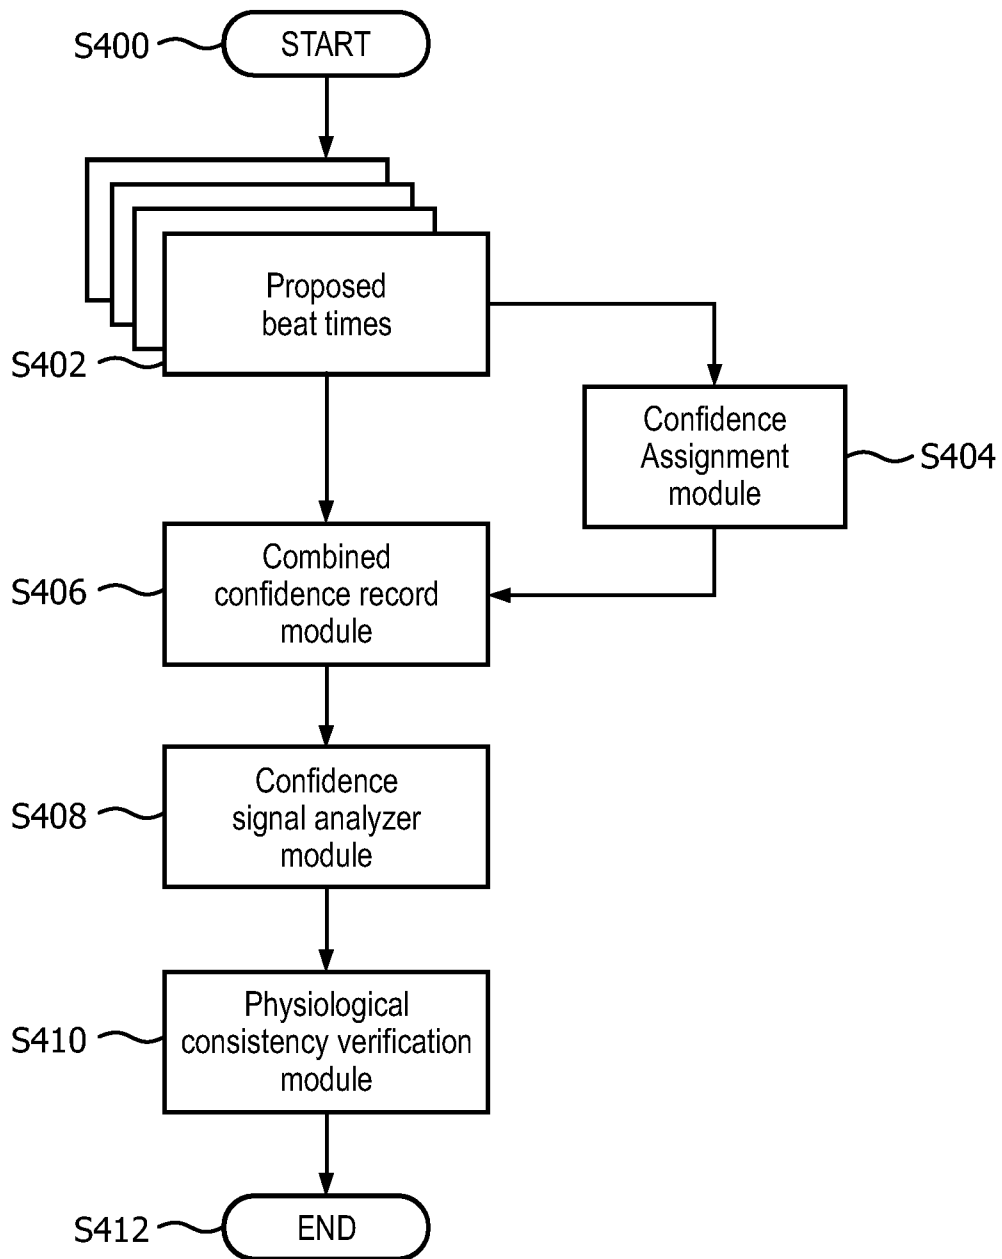 S400
START
Proposed
beat times
S402
Confidence
Assignment
module
S404
Combined
confidence record
module
S406
Confidence
signal analyzer
module
S408
Physiological
consistency verification
module
S410
END
S412